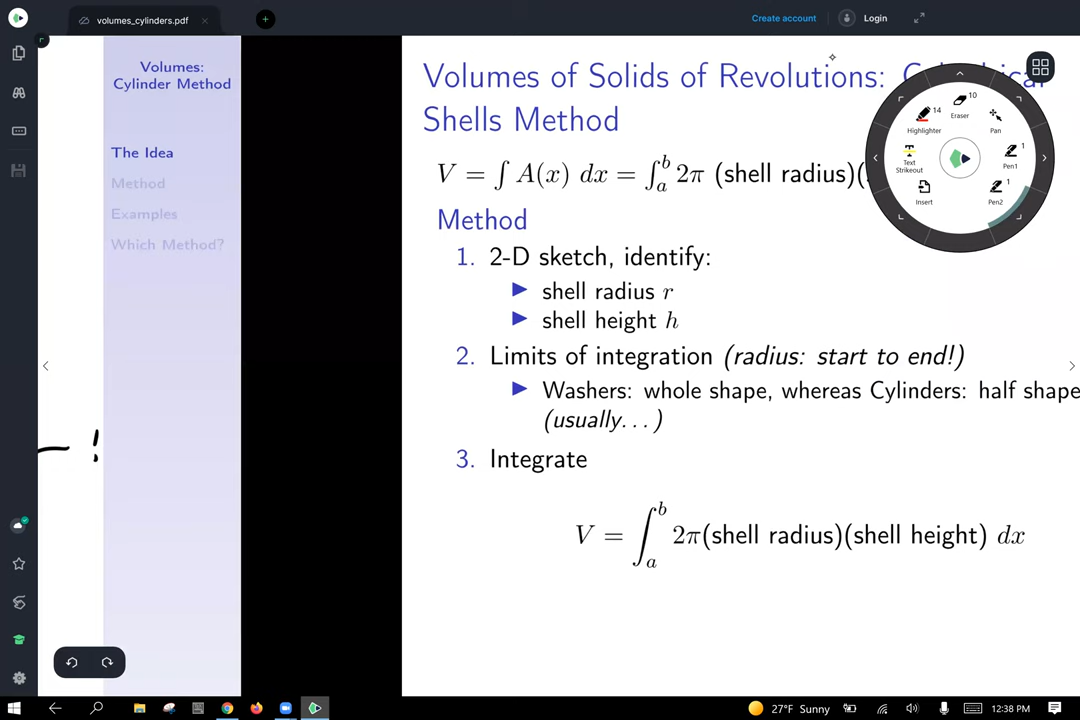 volumes_cylinders.pdf
Create account
Login
Volumes:
Cylinder Method
The Idea
Method
Examples
Which Method?
Volumes of Solids of Revolutions:
Shells Method
V = ∫ A(x) dx = ∫_a^b 2π (shell radius)(
Method
1. 2-D sketch, identify:
▶ shell radius r
▶ shell height h
2. Limits of integration (radius: start to end!)
▶ Washers: whole shape, whereas Cylinders: half shape
(usually...)
3. Integrate
V = ∫_a^b 2π(shell radius)(shell height) dx
— !
10
Eraser
14
Highlighter
Pan
Text
Strikeout
1
Pen1
Insert
1
Pen2
27°F Sunny
12:38 PM